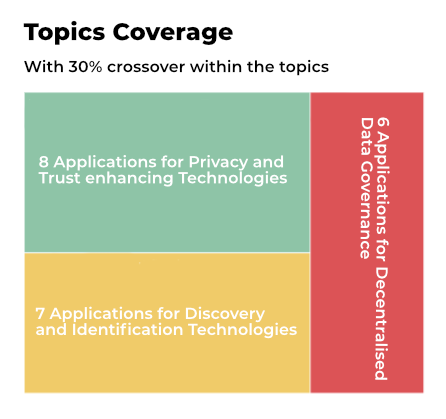 Topics Coverage
With 30% crossover within the topics
8 Applications for Privacy and
Trust enhancing Technologies
7 Applications for Discovery
and Identification Technologies
6 Applications for Decentralised
Data Governance